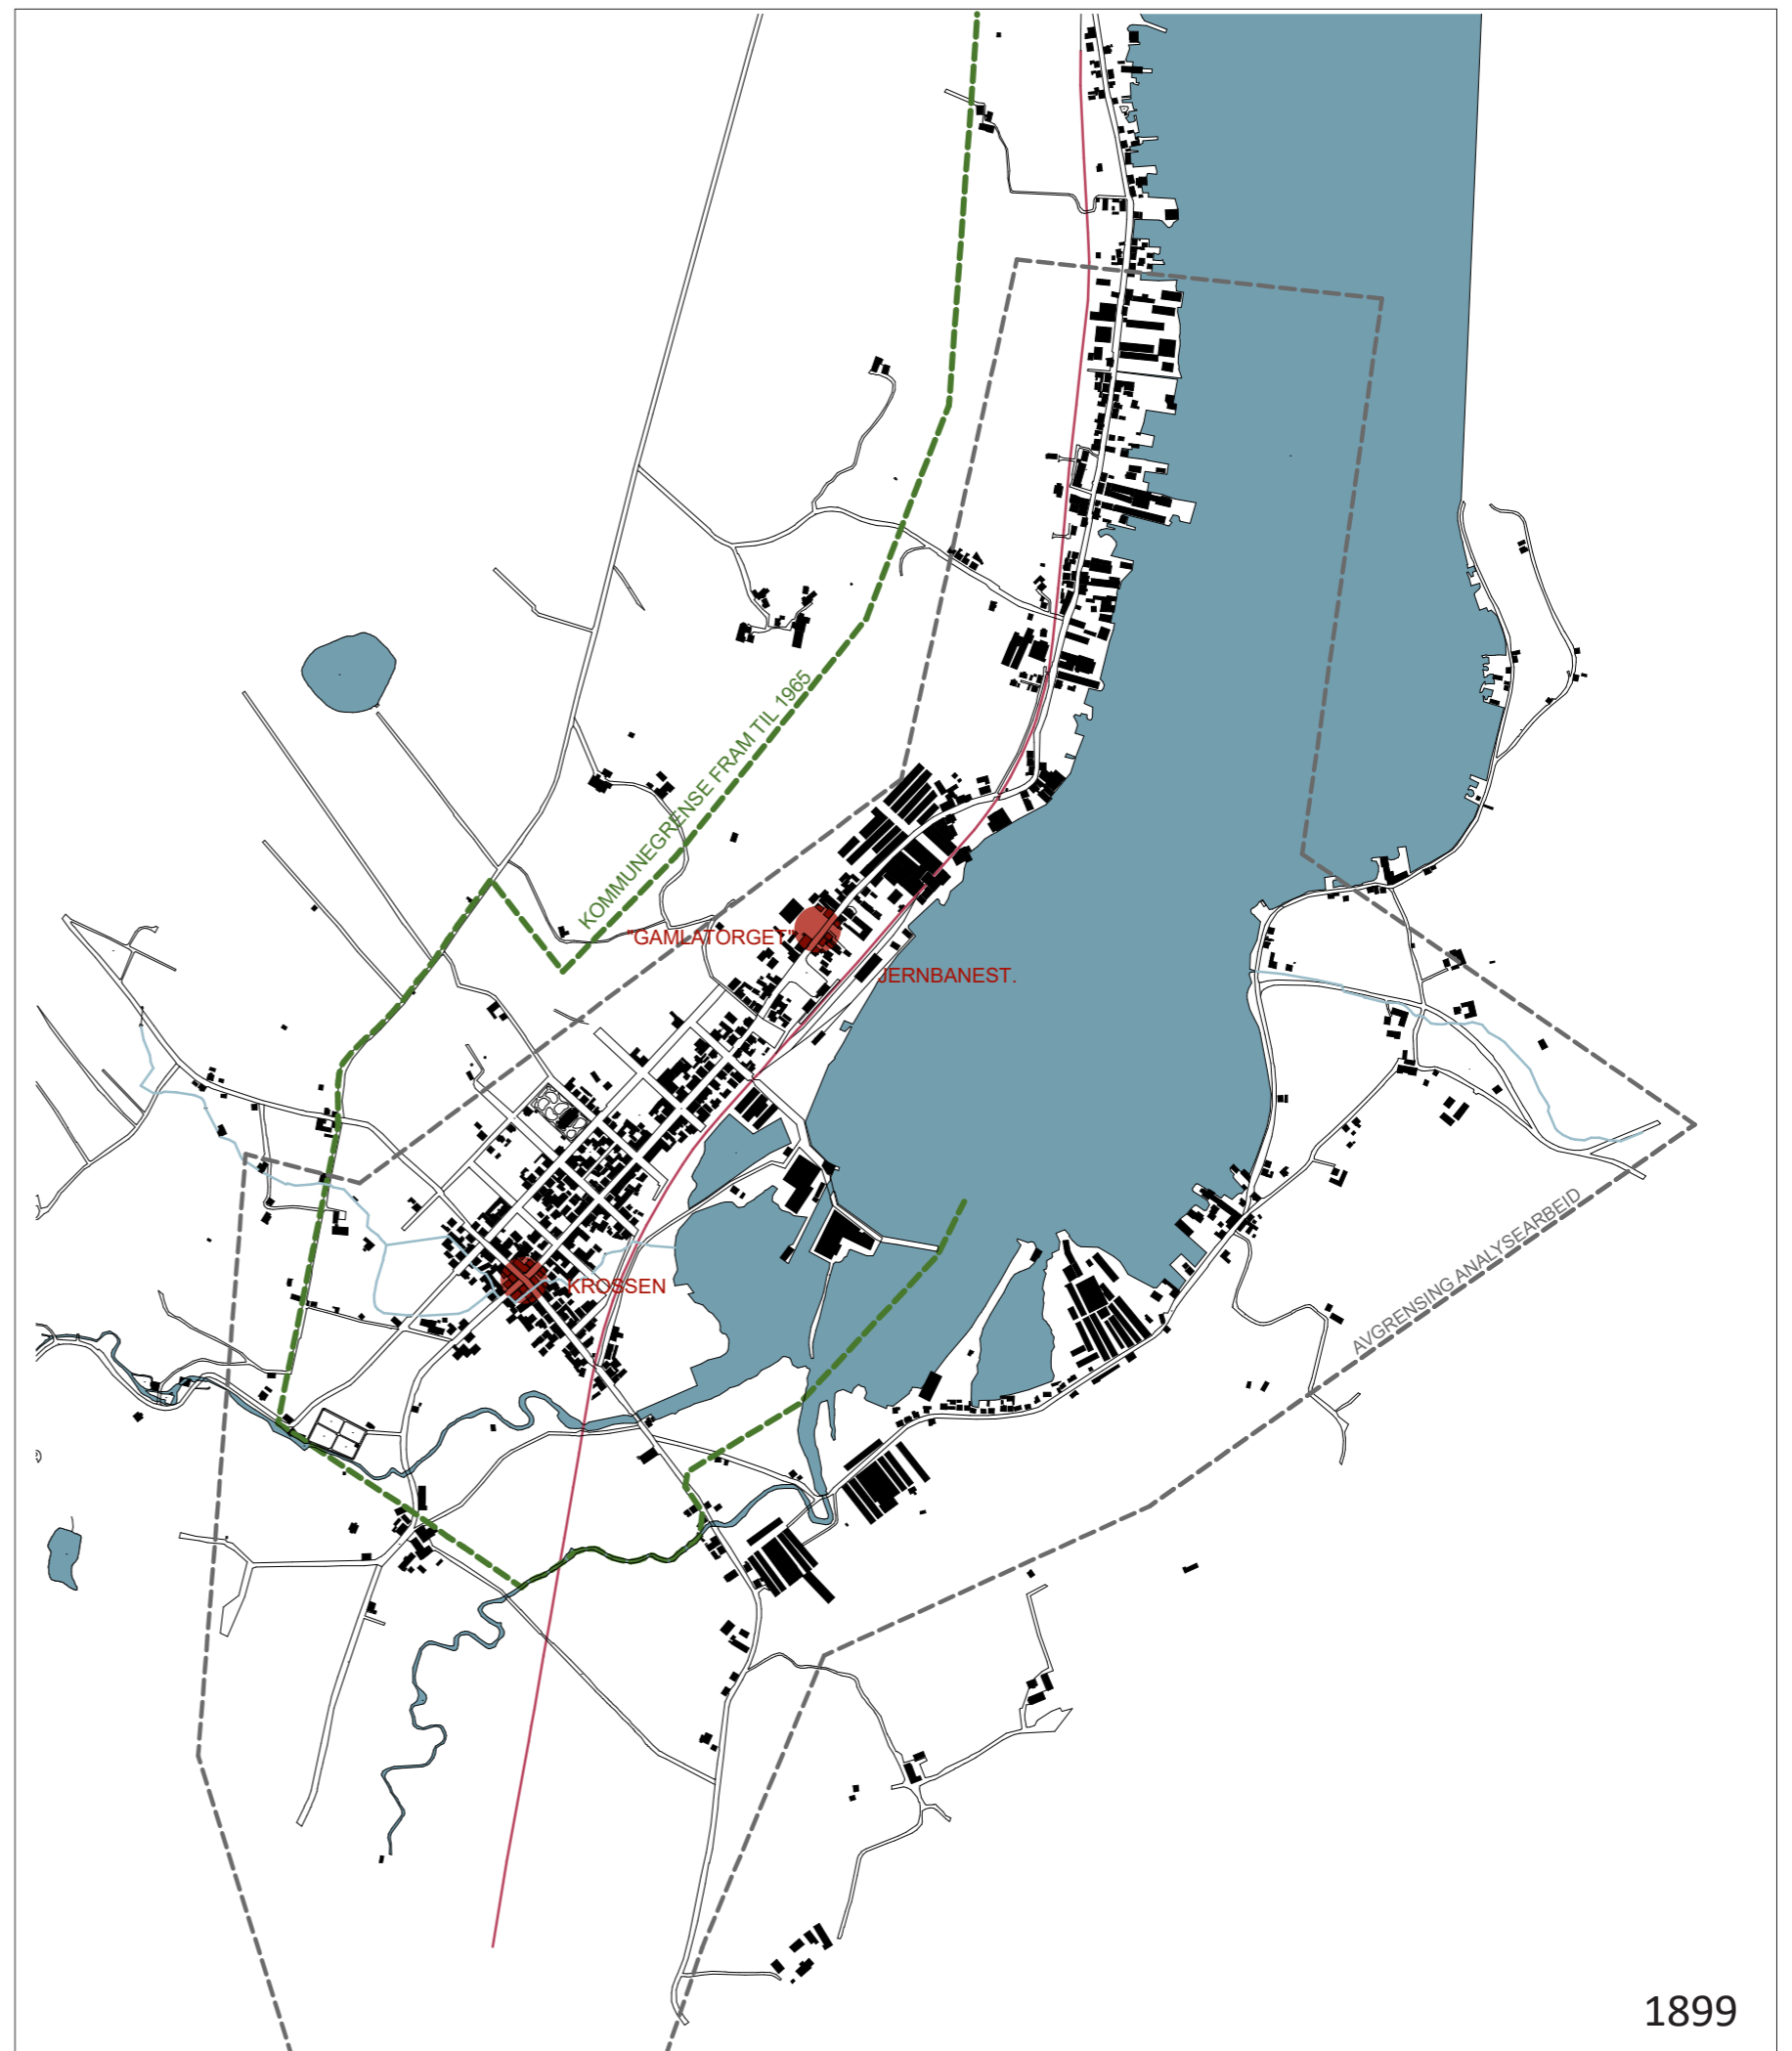 KOMMUNEGRENSE FRAM TIL 1965
"GAMLATORGET"
JERNBANEST.
KROSSEN
AVGRENSING ANALYSEARBEID
1899